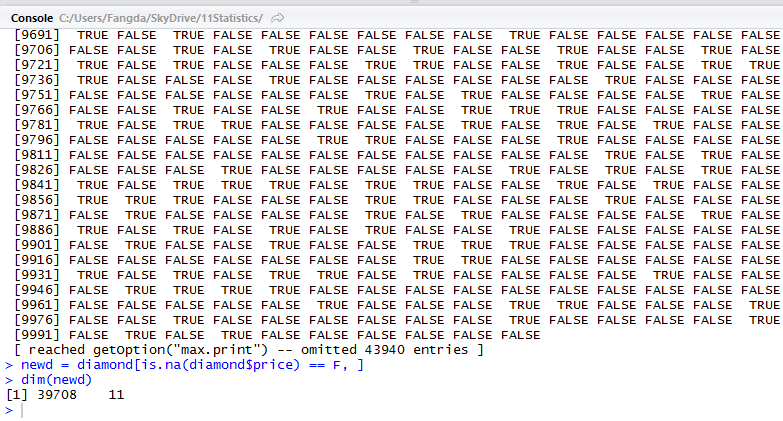 Console C:/Users/Fangda/SkyDrive/11Statistics/
[9691]  TRUE FALSE  TRUE FALSE FALSE FALSE FALSE FALSE FALSE  TRUE FALSE FALSE FALSE FALSE FALSE
[9706] FALSE FALSE  TRUE FALSE  TRUE FALSE FALSE  TRUE FALSE FALSE  TRUE FALSE FALSE  TRUE FALSE
[9721]  TRUE FALSE  TRUE FALSE FALSE FALSE  TRUE  TRUE FALSE FALSE  TRUE FALSE FALSE  TRUE  TRUE
[9736]  TRUE FALSE FALSE FALSE  TRUE FALSE FALSE FALSE FALSE FALSE FALSE  TRUE FALSE FALSE FALSE
[9751] FALSE FALSE FALSE FALSE FALSE FALSE  TRUE FALSE  TRUE FALSE FALSE FALSE FALSE  TRUE FALSE
[9766] FALSE FALSE  TRUE FALSE FALSE  TRUE FALSE FALSE  TRUE  TRUE  TRUE FALSE FALSE FALSE FALSE
[9781]  TRUE FALSE  TRUE  TRUE FALSE FALSE FALSE FALSE  TRUE FALSE  TRUE FALSE  TRUE FALSE FALSE
[9796] FALSE FALSE FALSE FALSE FALSE  TRUE  TRUE FALSE FALSE FALSE  TRUE FALSE FALSE FALSE FALSE
[9811] FALSE FALSE FALSE FALSE FALSE FALSE FALSE FALSE FALSE FALSE FALSE  TRUE FALSE  TRUE FALSE
[9826] FALSE FALSE FALSE  TRUE FALSE FALSE FALSE FALSE FALSE  TRUE FALSE  TRUE FALSE  TRUE FALSE
[9841]  TRUE FALSE  TRUE  TRUE  TRUE FALSE  TRUE  TRUE FALSE FALSE  TRUE FALSE  TRUE FALSE FALSE
[9856]  TRUE  TRUE  TRUE FALSE FALSE FALSE  TRUE  TRUE FALSE FALSE FALSE  TRUE FALSE FALSE FALSE
[9871] FALSE  TRUE FALSE FALSE FALSE FALSE  TRUE FALSE  TRUE FALSE FALSE FALSE FALSE  TRUE FALSE
[9886]  TRUE FALSE  TRUE FALSE  TRUE FALSE  TRUE FALSE  TRUE  TRUE FALSE FALSE FALSE FALSE FALSE
[9901] FALSE  TRUE FALSE FALSE  TRUE FALSE FALSE  TRUE  TRUE  TRUE FALSE FALSE FALSE FALSE FALSE
[9916] FALSE FALSE FALSE FALSE FALSE FALSE FALSE  TRUE  TRUE FALSE FALSE FALSE FALSE FALSE FALSE
[9931]  TRUE FALSE  TRUE FALSE  TRUE  TRUE FALSE  TRUE FALSE FALSE FALSE FALSE  TRUE FALSE FALSE
[9946] FALSE  TRUE  TRUE  TRUE  TRUE FALSE FALSE FALSE FALSE FALSE FALSE FALSE FALSE FALSE FALSE
[9961] FALSE FALSE FALSE FALSE FALSE  TRUE FALSE FALSE FALSE  TRUE  TRUE FALSE FALSE FALSE  TRUE
[9976] FALSE  TRUE FALSE FALSE  TRUE FALSE FALSE FALSE FALSE  TRUE FALSE FALSE FALSE FALSE  TRUE
[9991] FALSE  TRUE FALSE  TRUE FALSE FALSE FALSE FALSE FALSE FALSE
[ reached getOption("max.print") -- omitted 43940 entries ]
> newd = diamond[is.na(diamond$price) == F, ]
> dim(newd)
[1] 39708    11
>